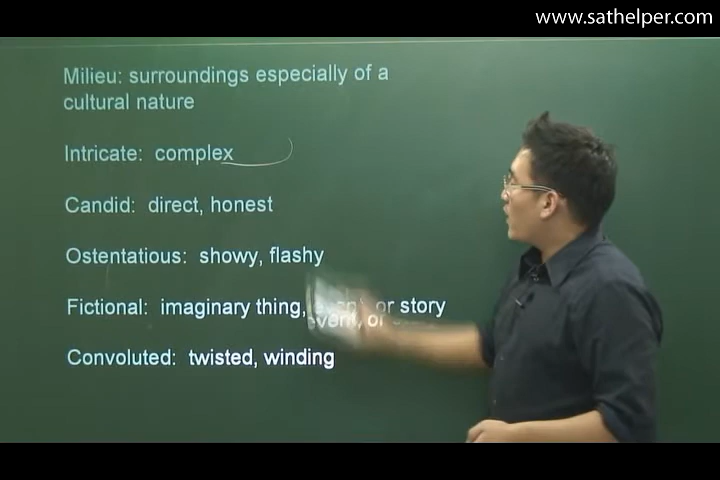 www.sathelper.com
Milieu: surroundings especially of a
cultural nature
Intricate: complex
Candid: direct, honest
Ostentatious: showy, flashy
Fictional: imaginary thing, event, or story
Convoluted: twisted, winding